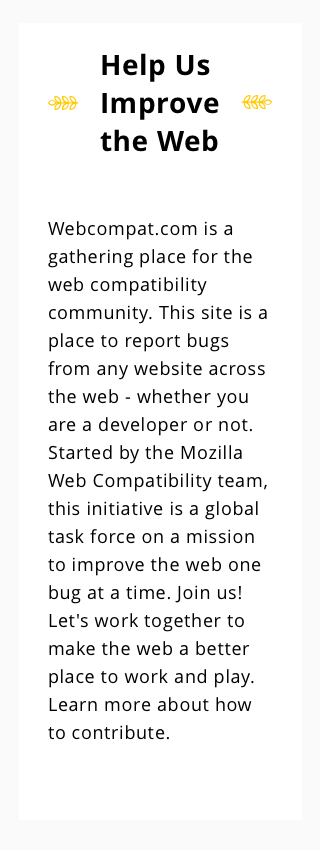 Help Us
Improve
the Web
Webcompat.com is a
gathering place for the
web compatibility
community. This site is a
place to report bugs
from any website across
the web - whether you
are a developer or not.
Started by the Mozilla
Web Compatibility team,
this initiative is a global
task force on a mission
to improve the web one
bug at a time. Join us!
Let's work together to
make the web a better
place to work and play.
Learn more about how
to contribute.